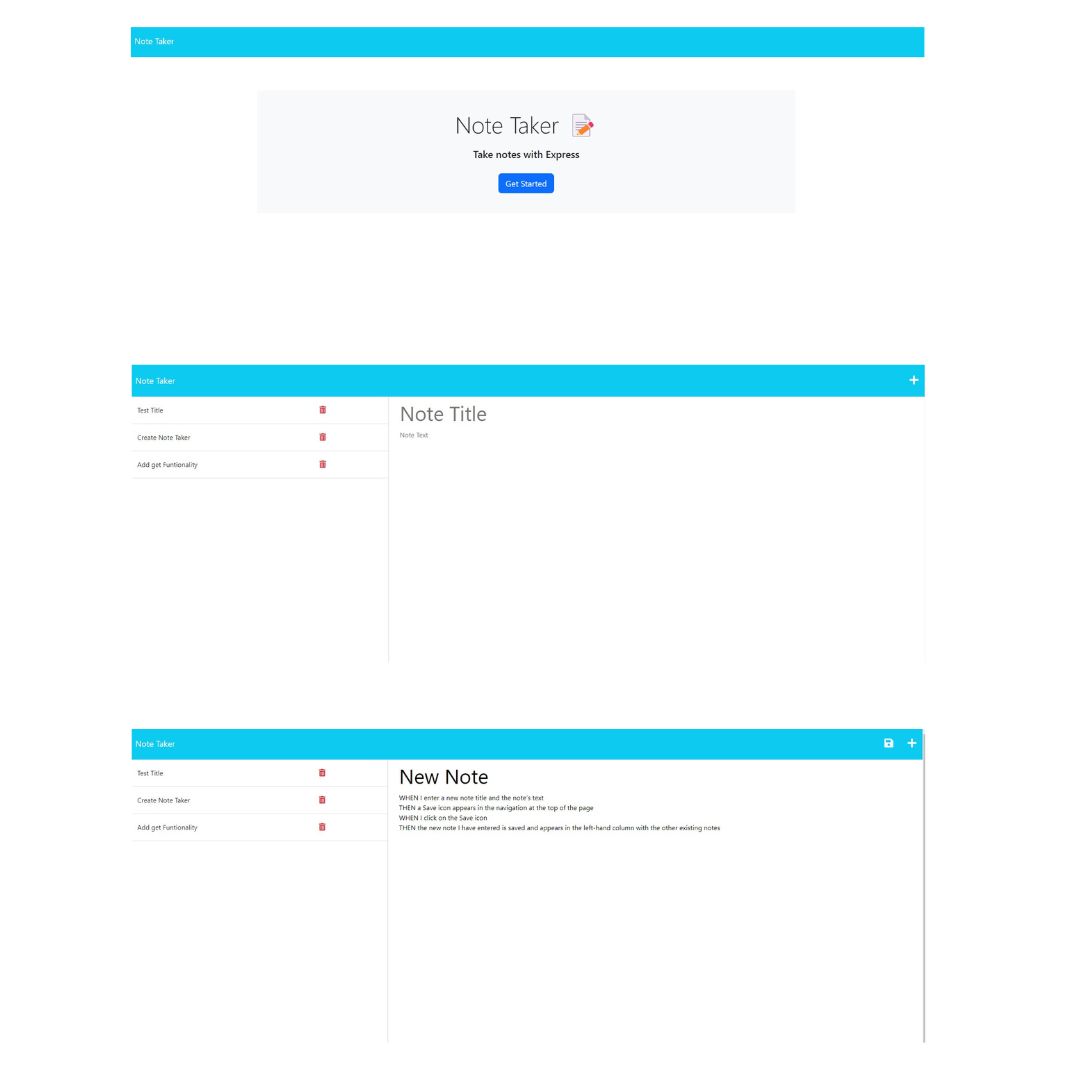 Note Taker
Note Taker
Take notes with Express
Get Started
Note Taker
Test Title
Create Note Taker
Add get Funtionality
Note Title
Note Text
Note Taker
Test Title
Create Note Taker
Add get Funtionality
New Note
WHEN I enter a new note title and the note's text
THEN a Save icon appears in the navigation at the top of the page
WHEN I click on the Save icon
THEN the new note I have entered is saved and appears in the left-hand column with the other existing notes